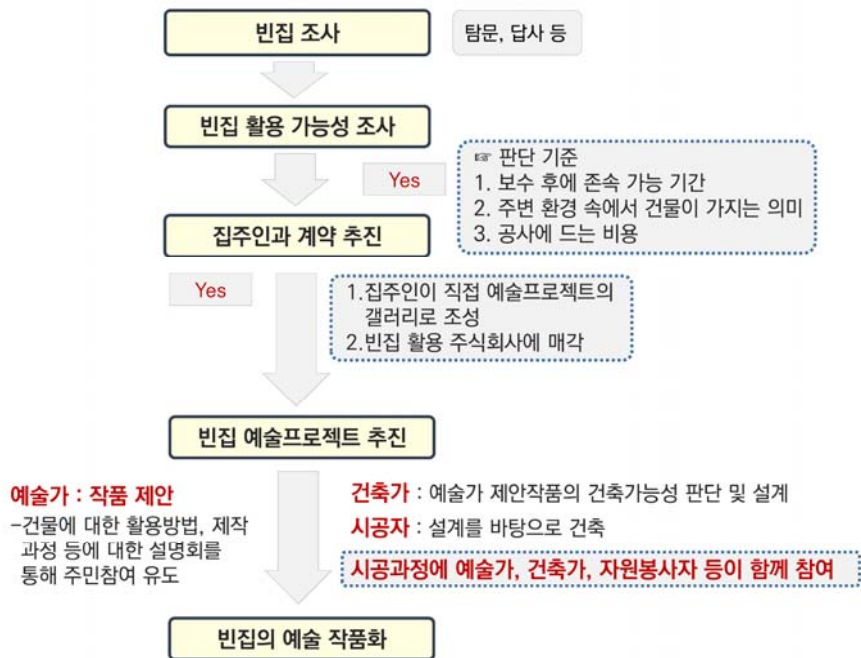 빈집 조사
탐문, 답사 등
빈집 활용 가능성 조사
Yes
☞ 판단 기준
1. 보수 후에 존속 가능 기간
2. 주변 환경 속에서 건물이 가지는 의미
3. 공사에 드는 비용
집주인과 계약 추진
Yes
1.집주인이 직접 예술프로젝트의
갤러리로 조성
2.빈집 활용 주식회사에 매각
빈집 예술프로젝트 추진
예술가 : 작품 제안
-건물에 대한 활용방법, 제작
과정 등에 대한 설명회를
통해 주민참여 유도
건축가 : 예술가 제안작품의 건축가능성 판단 및 설계
시공자 : 설계를 바탕으로 건축
시공과정에 예술가, 건축가, 자원봉사자 등이 함께 참여
빈집의 예술 작품화